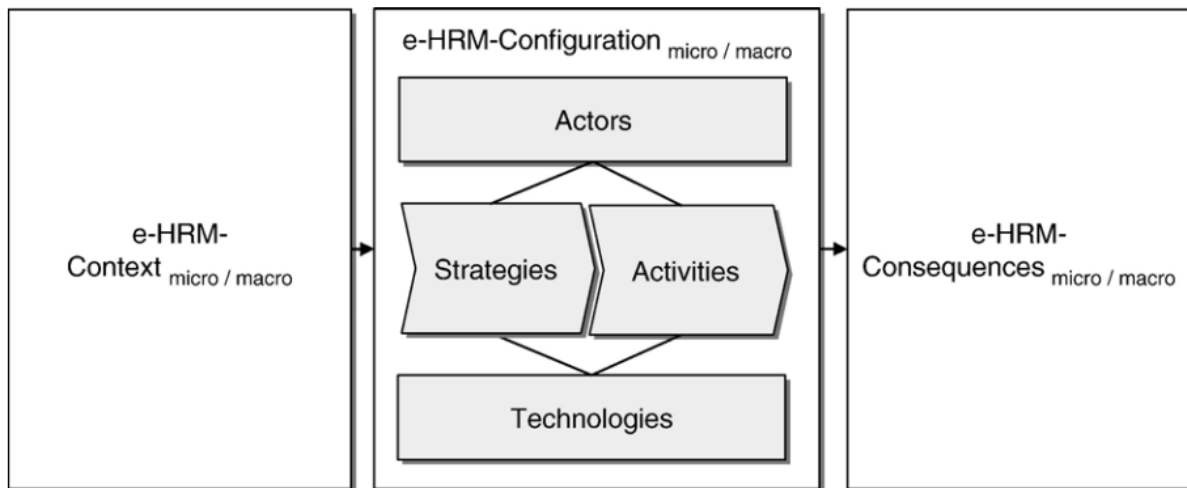 e-HRM-Configuration micro / macro
Actors
e-HRM-
Context micro / macro
Strategies
Activities
e-HRM-
Consequences micro / macro
Technologies